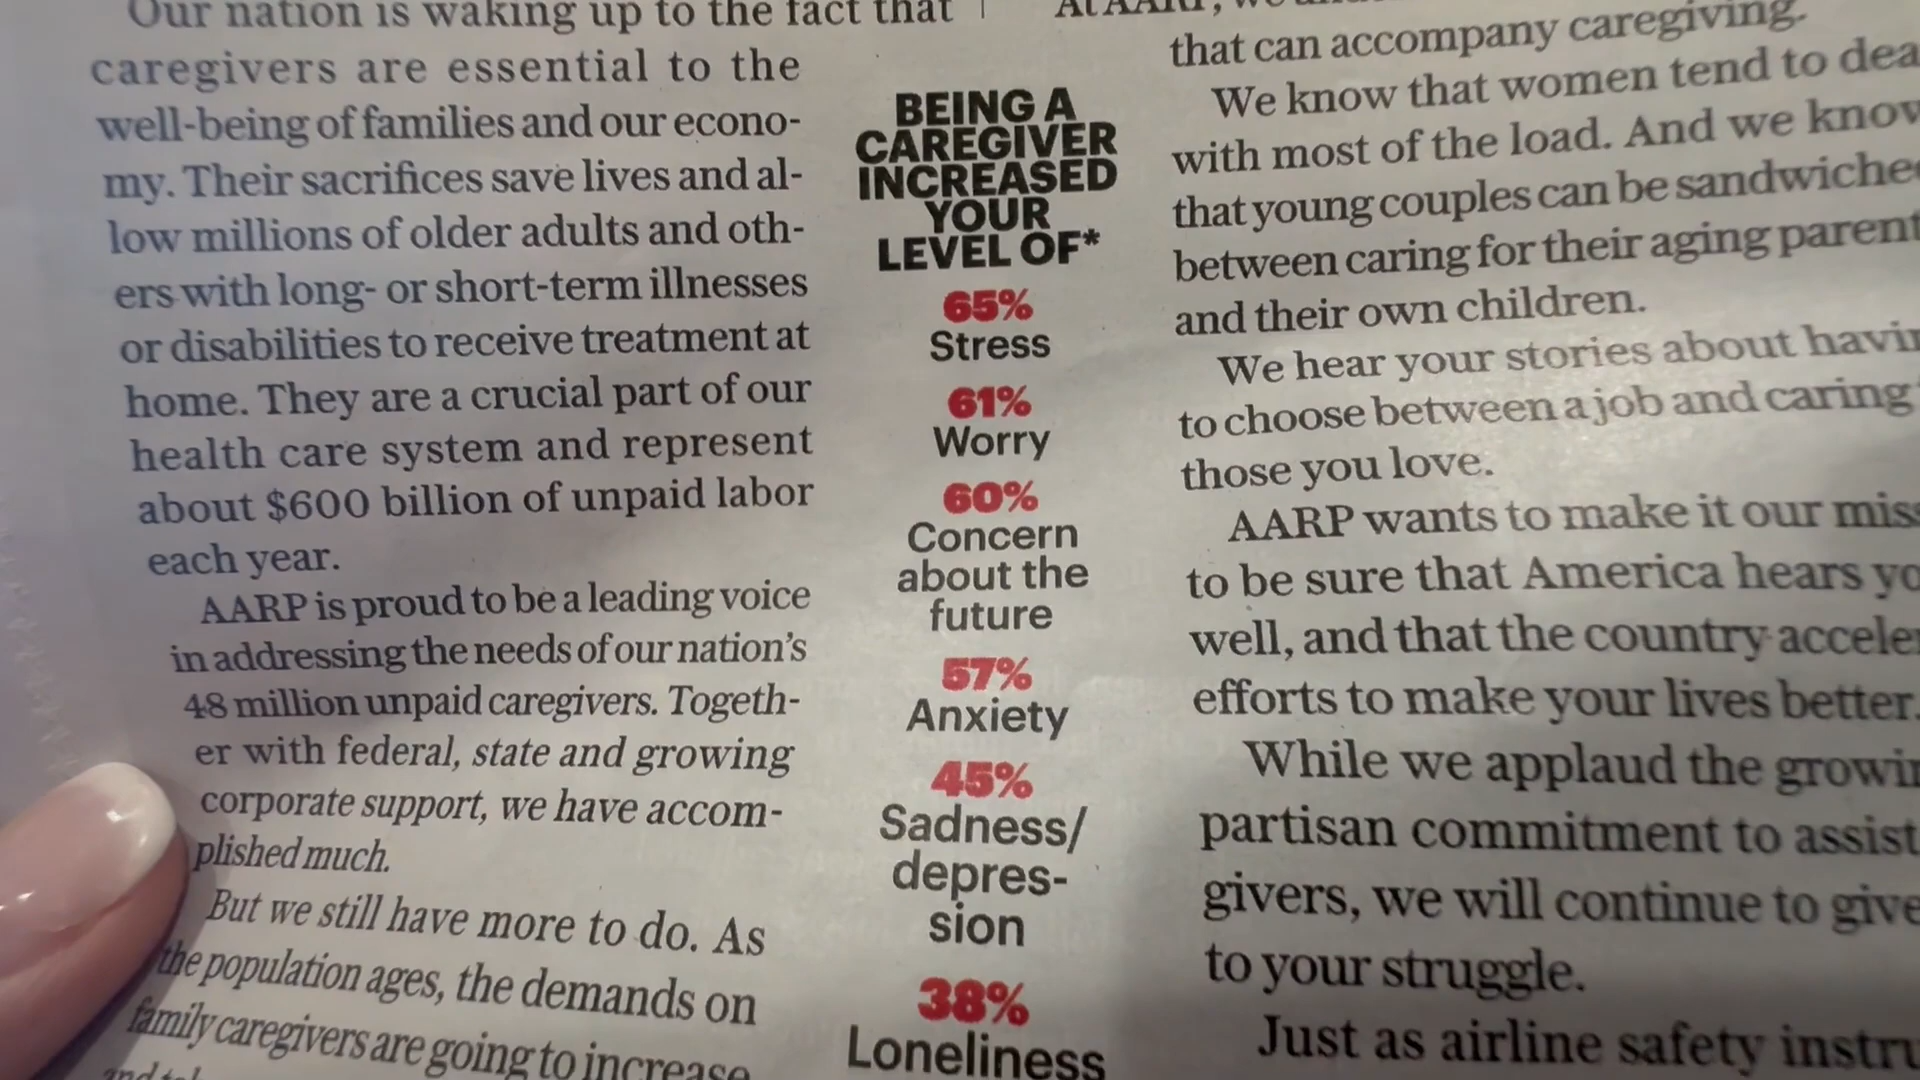 Our nation is waking up to the fact that
caregivers are essential to the
well-being of families and our econo-
my. Their sacrifices save lives and al-
low millions of older adults and oth-
ers with long- or short-term illnesses
or disabilities to receive treatment at
home. They are a crucial part of our
health care system and represent
about $600 billion of unpaid labor
each year.
AARP is proud to be a leading voice
in addressing the needs of our nation's
48 million unpaid caregivers. Togeth-
er with federal, state and growing
corporate support, we have accom-
plished much.
But we still have more to do. As
the population ages, the demands on
family caregivers are going to increase
BEING A
CAREGIVER
INCREASED
YOUR
LEVEL OF*
65%
Stress
61%
Worry
60%
Concern
about the
future
57%
Anxiety
45%
Sadness/
depres-
sion
38%
Loneliness
At AARP, we
that can accompany caregiving.
We know that women tend to dea
with most of the load. And we know
that young couples can be sandwiche
between caring for their aging parent
and their own children.
We hear your stories about havin
to choose between a job and caring
those you love.
AARP wants to make it our miss
to be sure that America hears yo
well, and that the country acceler
efforts to make your lives better.
While we applaud the growin
partisan commitment to assist
givers, we will continue to give
to your struggle.
Just as airline safety instru